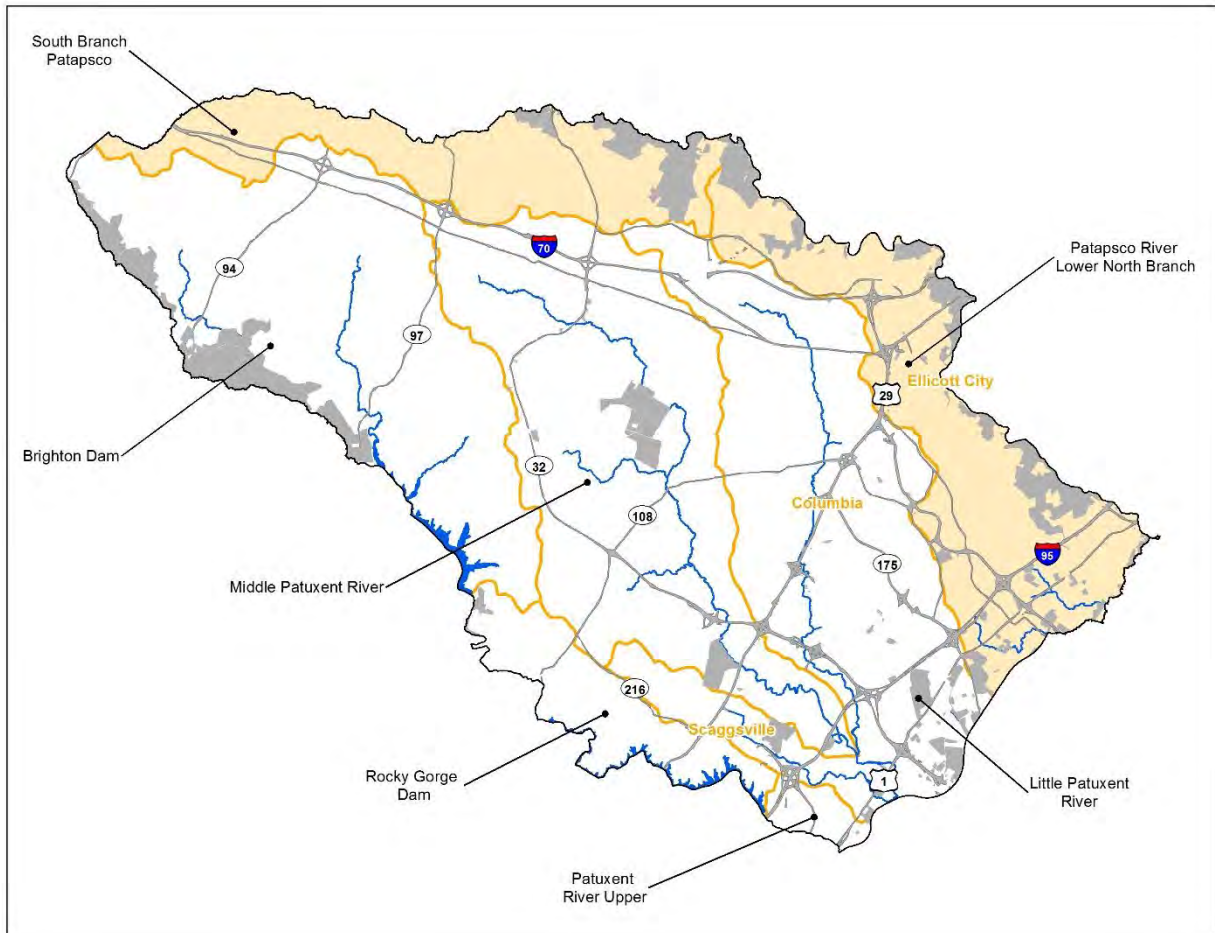 South Branch
Patapsco
70
Patapsco River
Lower North Branch
94
97
Ellicott City
29
Brighton Dam
32
Columbia
108
95
175
Middle Patuxent River
216
Scaggsville
Rocky Gorge
Dam
1
Little Patuxent
River
Patuxent
River Upper